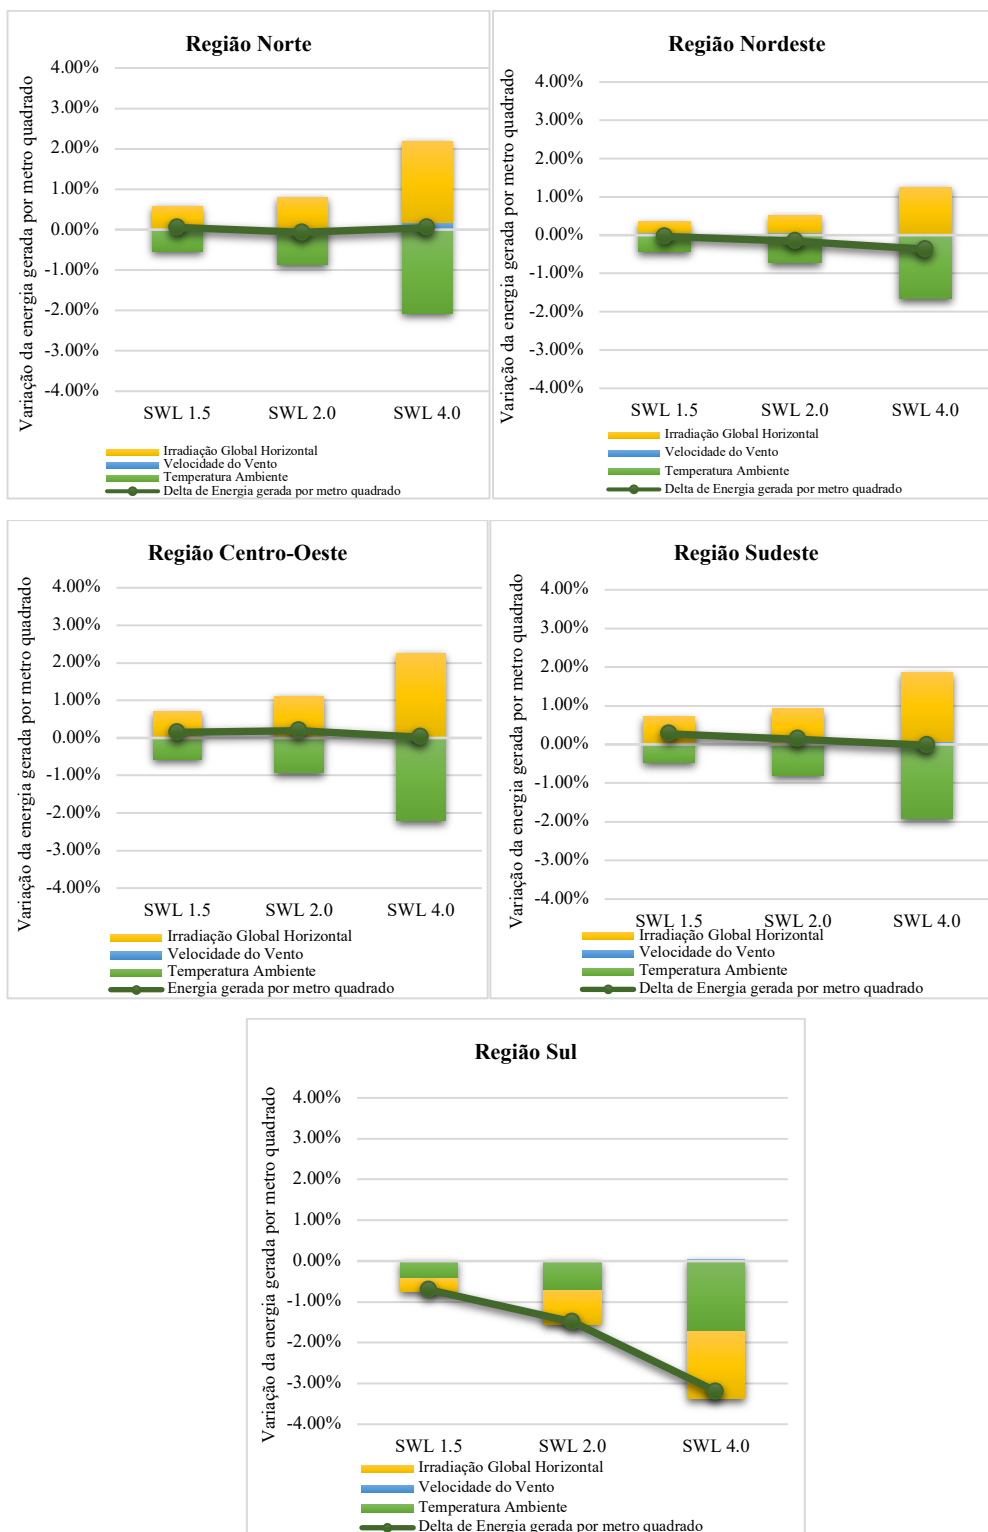 Região Norte
Variação da energia gerada por metro quadrado
4.00%
3.00%
2.00%
1.00%
0.00%
-1.00%
-2.00%
-3.00%
-4.00%
SWL 1.5 SWL 2.0 SWL 4.0
Irradiação Global Horizontal
Velocidade do Vento
Temperatura Ambiente
Delta de Energia gerada por metro quadrado
Região Nordeste
Variação da energia gerada por metro quadrado
4.00%
3.00%
2.00%
1.00%
0.00%
-1.00%
-2.00%
-3.00%
-4.00%
SWL 1.5 SWL 2.0 SWL 4.0
Irradiação Global Horizontal
Velocidade do Vento
Temperatura Ambiente
Delta de Energia gerada por metro quadrado
Região Centro-Oeste
Variação da energia gerada por metro quadrado
4.00%
3.00%
2.00%
1.00%
0.00%
-1.00%
-2.00%
-3.00%
-4.00%
SWL 1.5 SWL 2.0 SWL 4.0
Irradiação Global Horizontal
Velocidade do Vento
Temperatura Ambiente
Energia gerada por metro quadrado
Região Sudeste
Variação da energia gerada por metro quadrado
4.00%
3.00%
2.00%
1.00%
0.00%
-1.00%
-2.00%
-3.00%
-4.00%
SWL 1.5 SWL 2.0 SWL 4.0
Irradiação Global Horizontal
Velocidade do Vento
Temperatura Ambiente
Delta de Energia gerada por metro quadrado
Região Sul
Variação da energia gerada por metro quadrado
4.00%
3.00%
2.00%
1.00%
0.00%
-1.00%
-2.00%
-3.00%
-4.00%
SWL 1.5 SWL 2.0 SWL 4.0
Irradiação Global Horizontal
Velocidade do Vento
Temperatura Ambiente
Delta de Energia gerada por metro quadrado